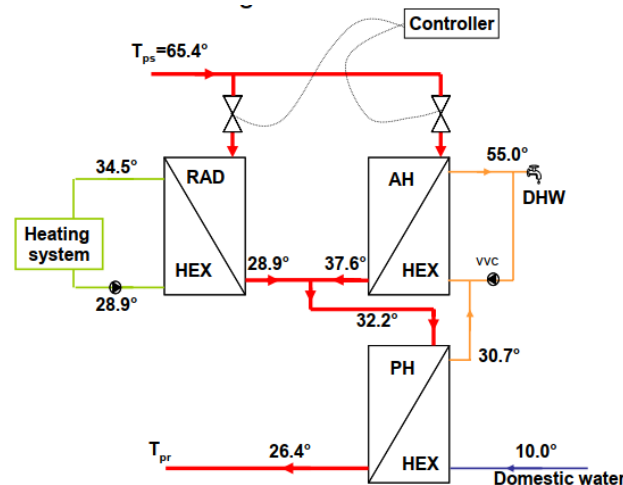 Controller
Tps=65.4°
34.5°
RAD
AH
55.0°
DHW
Heating
system
HEX
28.9°
37.6°
HEX
VVC
28.9°
32.2°
PH
30.7°
Tpr
26.4°
HEX
10.0°
Domestic water